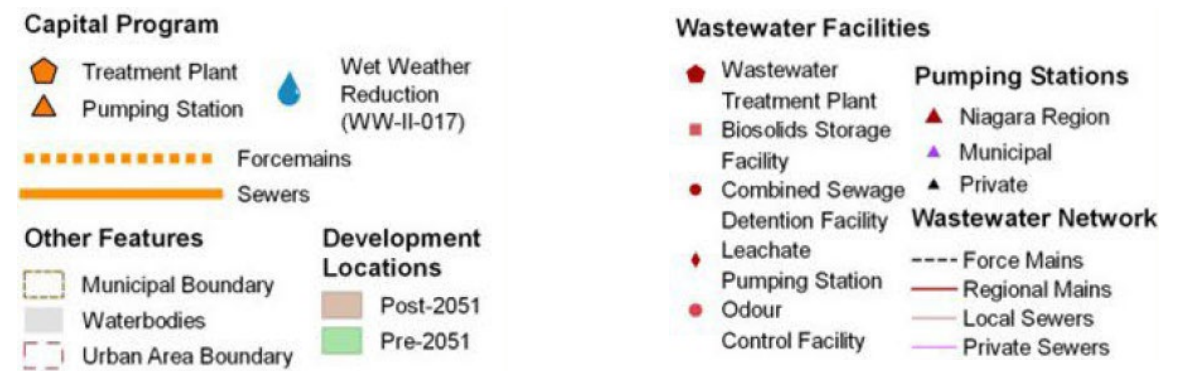 Capital Program
Treatment Plant
Pumping Station
Wet Weather
Reduction
(WW-II-017)
Forcemains
Sewers
Other Features
Municipal Boundary
Waterbodies
Urban Area Boundary
Development
Locations
Post-2051
Pre-2051
Wastewater Facilities
Wastewater
Treatment Plant
Biosolids Storage
Facility
Combined Sewage
Detention Facility
Leachate
Pumping Station
Odour
Control Facility
Pumping Stations
Niagara Region
Municipal
Private
Wastewater Network
Force Mains
Regional Mains
Local Sewers
Private Sewers